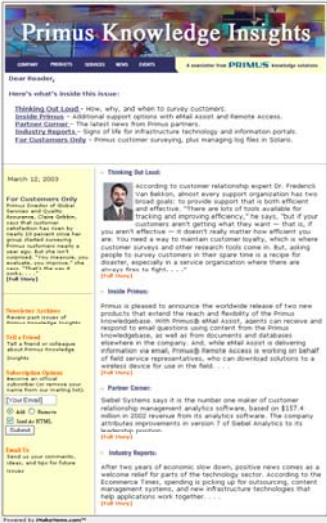 Primus Knowledge Insights
COMPANY PRODUCTS SERVICES NEWS EVENTS
A newsletter from PRIMUS knowledge solutions
Dear Reader,
Here's what's inside this issue:
Thinking Out Loud - How, why, and when to survey customers.
Inside Primus - Additional support options with eMail Assist and Remote Access.
Partner Corner - The latest news from Primus partners.
Industry Reports - Signs of life for infrastructure technology and information portals.
For Customers Only - Primus customer surveying, plus managing log files in Solaris.
March 12, 2003
For Customers Only
Primus Director of Global
Services and Quality
Assurance, Claire Gribbin,
said that customer
satisfaction has risen by
nearly 10 percent since her
group started surveying
Primus customers nearly a
year ago. But she isn't
surprised. "You measure, you
evaluate, you improve," she
says. "That's the way it
[Full Story]
Newsletter Archives
Review past issues of
Primus Knowledge Insights
Tell a Friend
Tell a friend or colleague
about Primus Knowledge
Insights
Subscription Options
Become an official
subscriber (or remove your
name from our mailing list).
[Your Email]
Add Remove
Send as HTML
Submit
Email Us
Send us your comments,
ideas, and tips for future
issues
Thinking Out Loud:
According to customer relationship expert Dr. Frederick
Van Bekkon, almost every support organization has two
broad goals: to provide support that is both efficient
and effective. "There are lots of tools available for
tracking and improving efficiency," he says, "but if your
customers aren't getting what they want — that is, if
you aren't effective — it doesn't really matter how efficient you
are. You need a way to maintain customer loyalty, which is where
customer surveys and other research tools come in. But, asking
people to survey customers in their spare time is a recipe for
disaster, especially in a service organization where there are
always fires to fight. . . ."
[Full Story]
Inside Primus:
Primus is pleased to announce the worldwide release of two new
products that extend the reach and flexibility of the Primus
knowledgebase. With Primus® eMail Assist, agents can receive and
respond to email questions using content from the Primus
knowledgebase, as well as from documents and databases
elsewhere in the company. And, while eMail Assist is delivering
information via email, Primus® Remote Access is working on behalf
of field service representatives, who can download solutions to a
wireless device for use in the field. . . .
[Full Story]
Partner Corner:
Siebel Systems says it is the number one maker of customer
relationship management analytics software, based on $157.4
million in 2002 revenue from its analytics software. The company
attributes improvements in version 7 of Siebel Analytics to its
leadership position.
[Full Story]
Industry Reports:
After two years of economic slow down, positive news comes as a
welcome relief for parts of the technology sector. According to the
Ecommerce Times, spending is picking up for outsourcing, content
management systems, and new infrastructure technologies that
help applications work together. . . .
[Full Story]
Powered by iMakeNews.com™